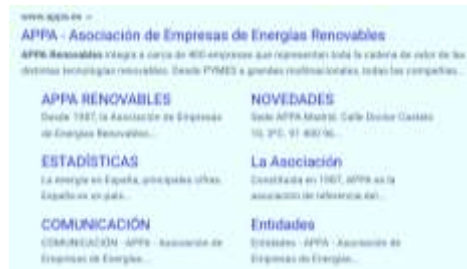 www.appa.es
APPA - Asociación de Empresas de Energías Renovables
APPA Renovables integra a cerca de 400 empresas que representan toda la cadena de valor de las
distintas tecnologías renovables. Desde PYMES a grandes multinacionales, todas las compañías...
APPA RENOVABLES
NOVEDADES
Desde 1987, la Asociación de Empresas
de Energías Renovables...
Sede APPA Madrid. Calle Doctor Castelo
10, 3ºC. 91 400 96...
ESTADÍSTICAS
La Asociación
La energía en España, principales cifras.
España es un país...
Constituida en 1987, APPA es la
asociación de referencia del...
COMUNICACIÓN
Entidades
COMUNICACIÓN - APPA - Asociación de
Empresas de Energías...
Entidades - APPA - Asociación de
Empresas de Energías...